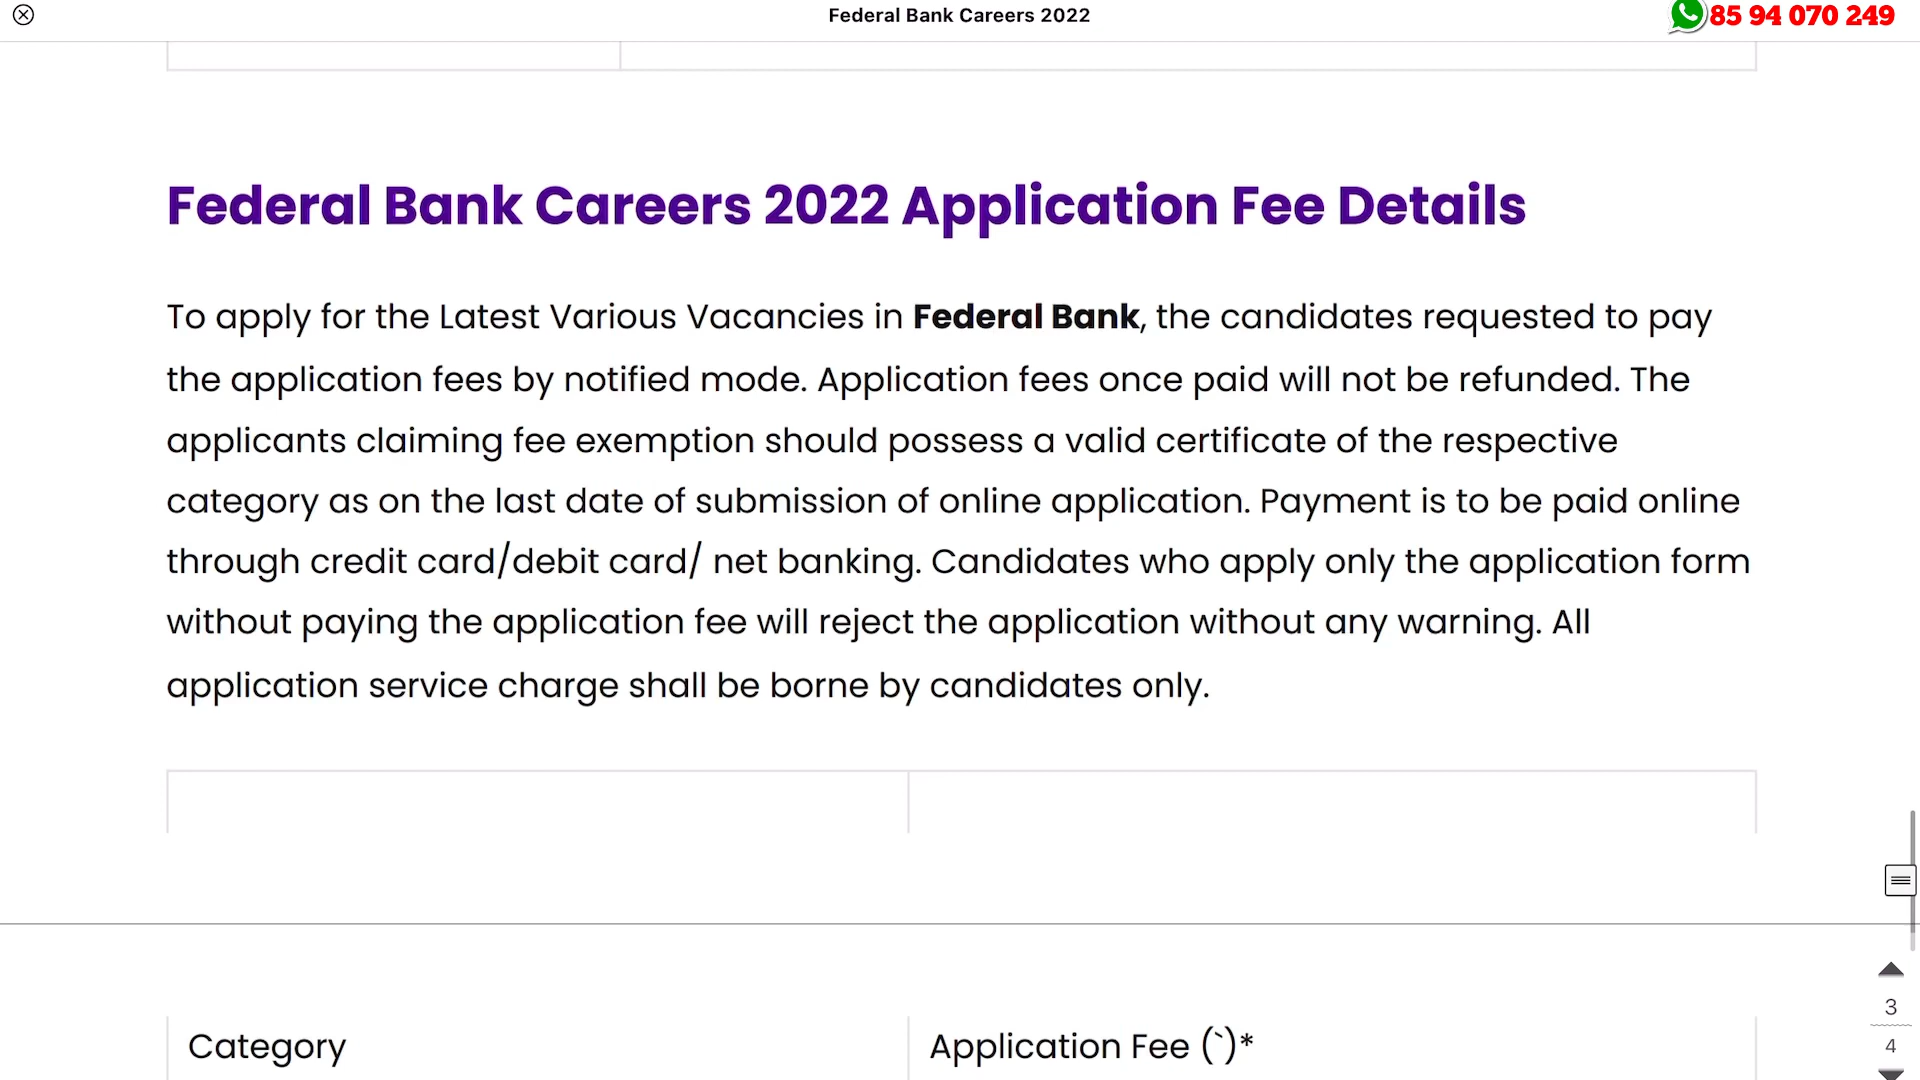 Federal Bank Careers 2022
85 94 070 249
Federal Bank Careers 2022 Application Fee Details
To apply for the Latest Various Vacancies in Federal Bank, the candidates requested to pay
the application fees by notified mode. Application fees once paid will not be refunded. The
applicants claiming fee exemption should possess a valid certificate of the respective
category as on the last date of submission of online application. Payment is to be paid online
through credit card/debit card/ net banking. Candidates who apply only the application form
without paying the application fee will reject the application without any warning. All
application service charge shall be borne by candidates only.
3
4
Category
Application Fee (`)*